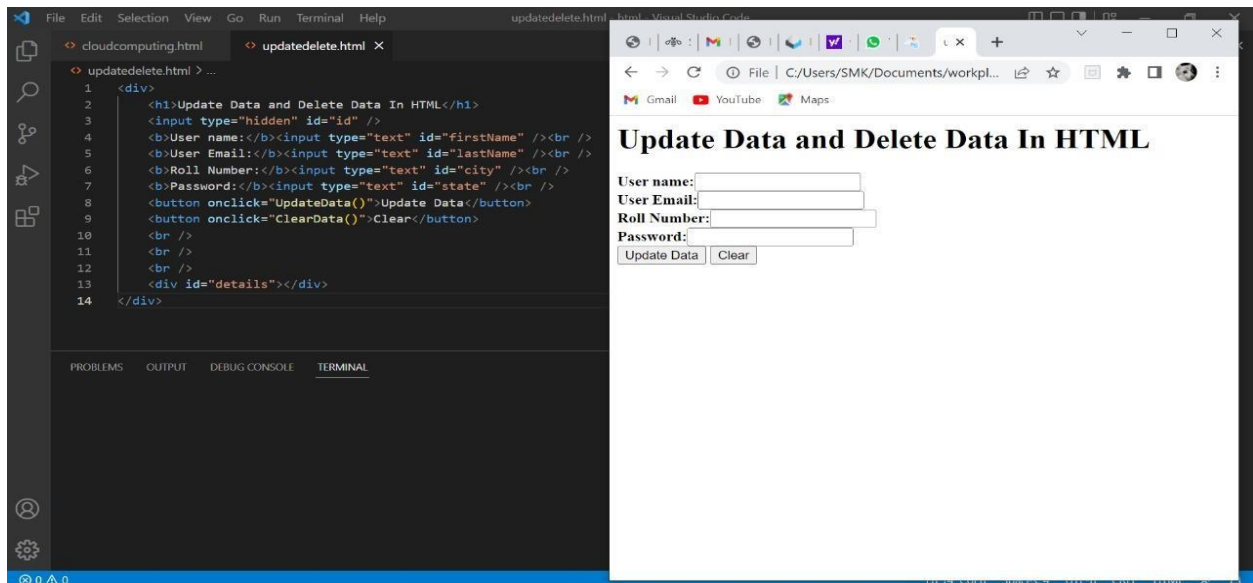 File Edit Selection View Go Run Terminal Help
updatedelete.html - html - Visual Studio Code
cloudcomputing.html updatedelete.html
updatedelete.html > ...
1 <div>
2 <h1>Update Data and Delete Data In HTML</h1>
3 <input type="hidden" id="id" />
4 <b>User name:</b><input type="text" id="firstName" /><br />
5 <b>User Email:</b><input type="text" id="lastName" /><br />
6 <b>Roll Number:</b><input type="text" id="city" /><br />
7 <b>Password:</b><input type="text" id="state" /><br />
8 <button onclick="UpdateData()">Update Data</button>
9 <button onclick="ClearData()">Clear</button>
10 <br />
11 <br />
12 <br />
13 <div id="details"></div>
14 </div>
PROBLEMS OUTPUT DEBUG CONSOLE TERMINAL
0 0
File | C:/Users/SMK/Documents/workpl...
Gmail YouTube Maps
Update Data and Delete Data In HTML
User name:
User Email:
Roll Number:
Password:
Update Data Clear